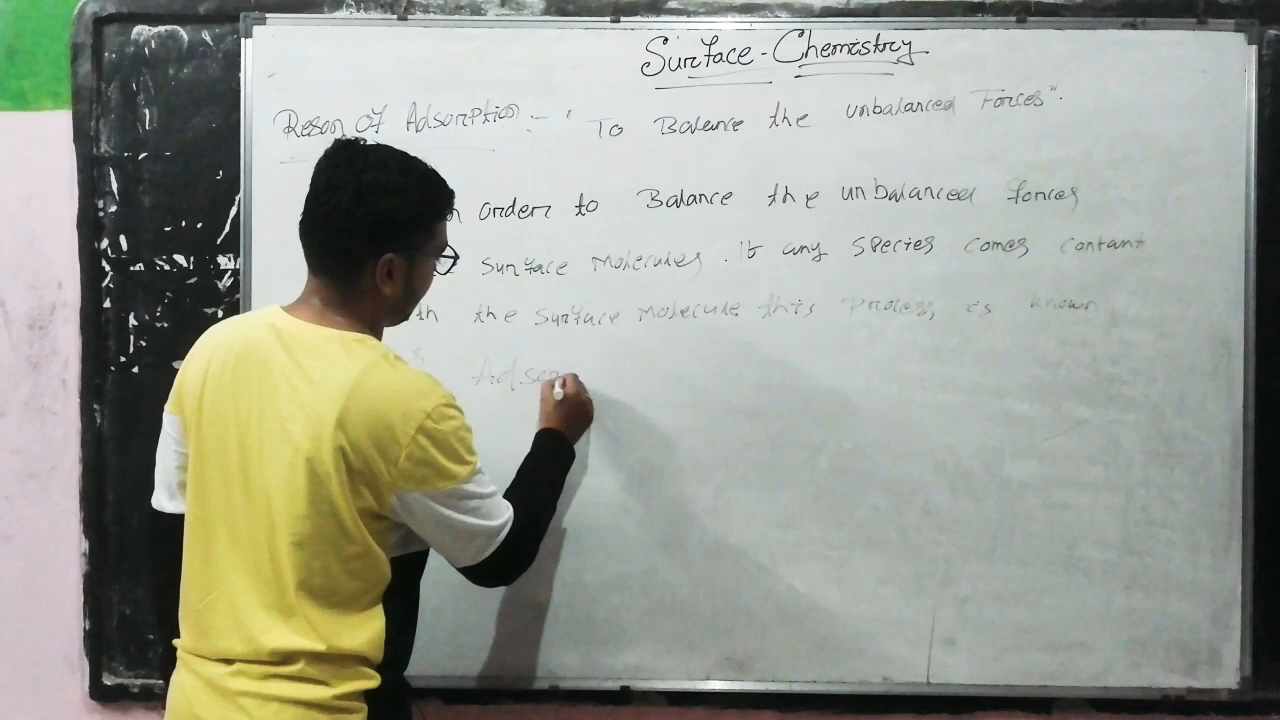 Surface - Chemistry
Reson Of Adsorption :- " To Balance the unbalanced Forces".
order to Balance the unbalanced forces
Surface Molecules . If any Species comes contant
the Surface Molecule this Process is known